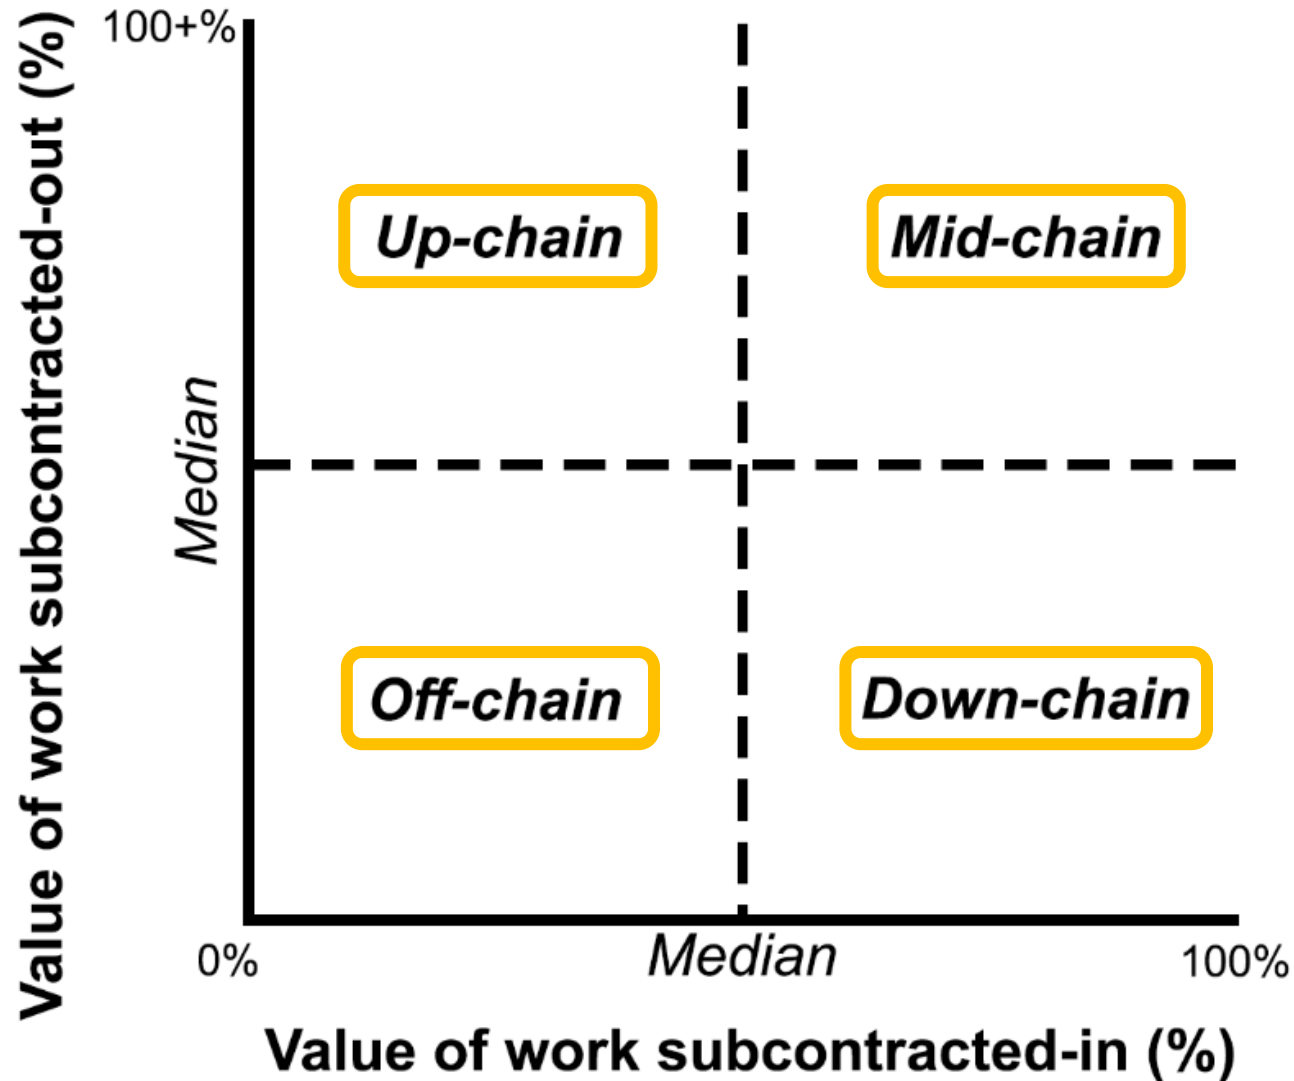 Value of work subcontracted-out (%)
100+%
Up-chain
Mid-chain
Median
Off-chain
Down-chain
0%
Median
100%
Value of work subcontracted-in (%)